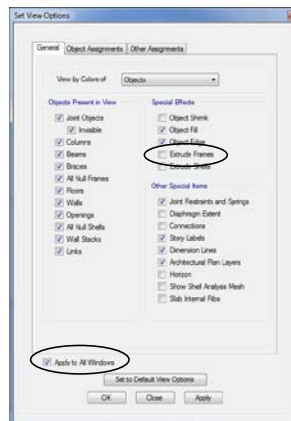 Set View Options
General
Object Assignments
Other Assignments
View by Colors of
Objects
Objects Present in View
Joint Objects
Invisible
Columns
Beams
Braces
All Null Frames
Floors
Walls
Openings
All Null Shells
Wall Stacks
Links
Special Effects
Object Shrink
Object Fill
Object Edge
Extrude Frames
Extrude Shells
Other Special Items
Joint Restraints and Springs
Diaphragm Extent
Connections
Story Labels
Dimension Lines
Architectural Plan Layers
Horizon
Show Shell Analysis Mesh
Slab Internal Ribs
Apply to All Windows
Set to Default View Options
OK
Close
Apply